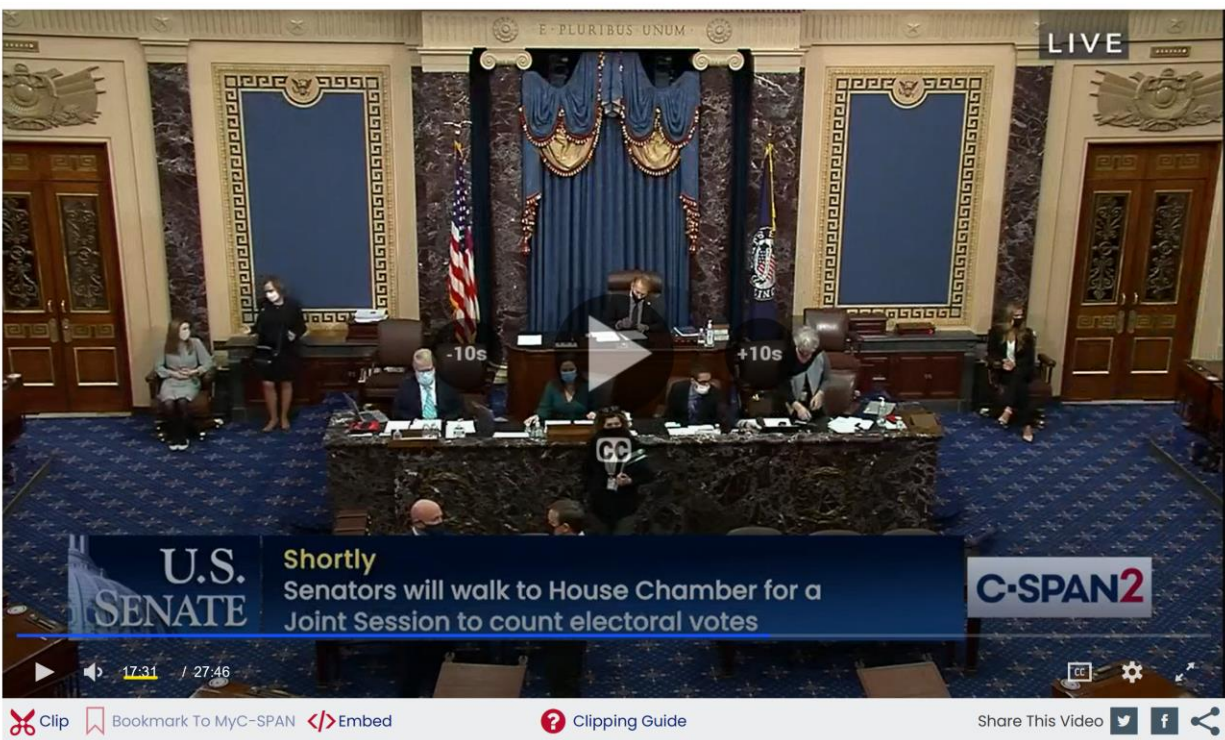 E·PLURIBUS·UNUM
LIVE
-10s
+10s
CC
U.S.
SENATE
Shortly
Senators will walk to House Chamber for a
Joint Session to count electoral votes
C-SPAN2
17:31 / 27:46
CC
Clip
Bookmark To MyC-SPAN
</> Embed
? Clipping Guide
Share This Video
f